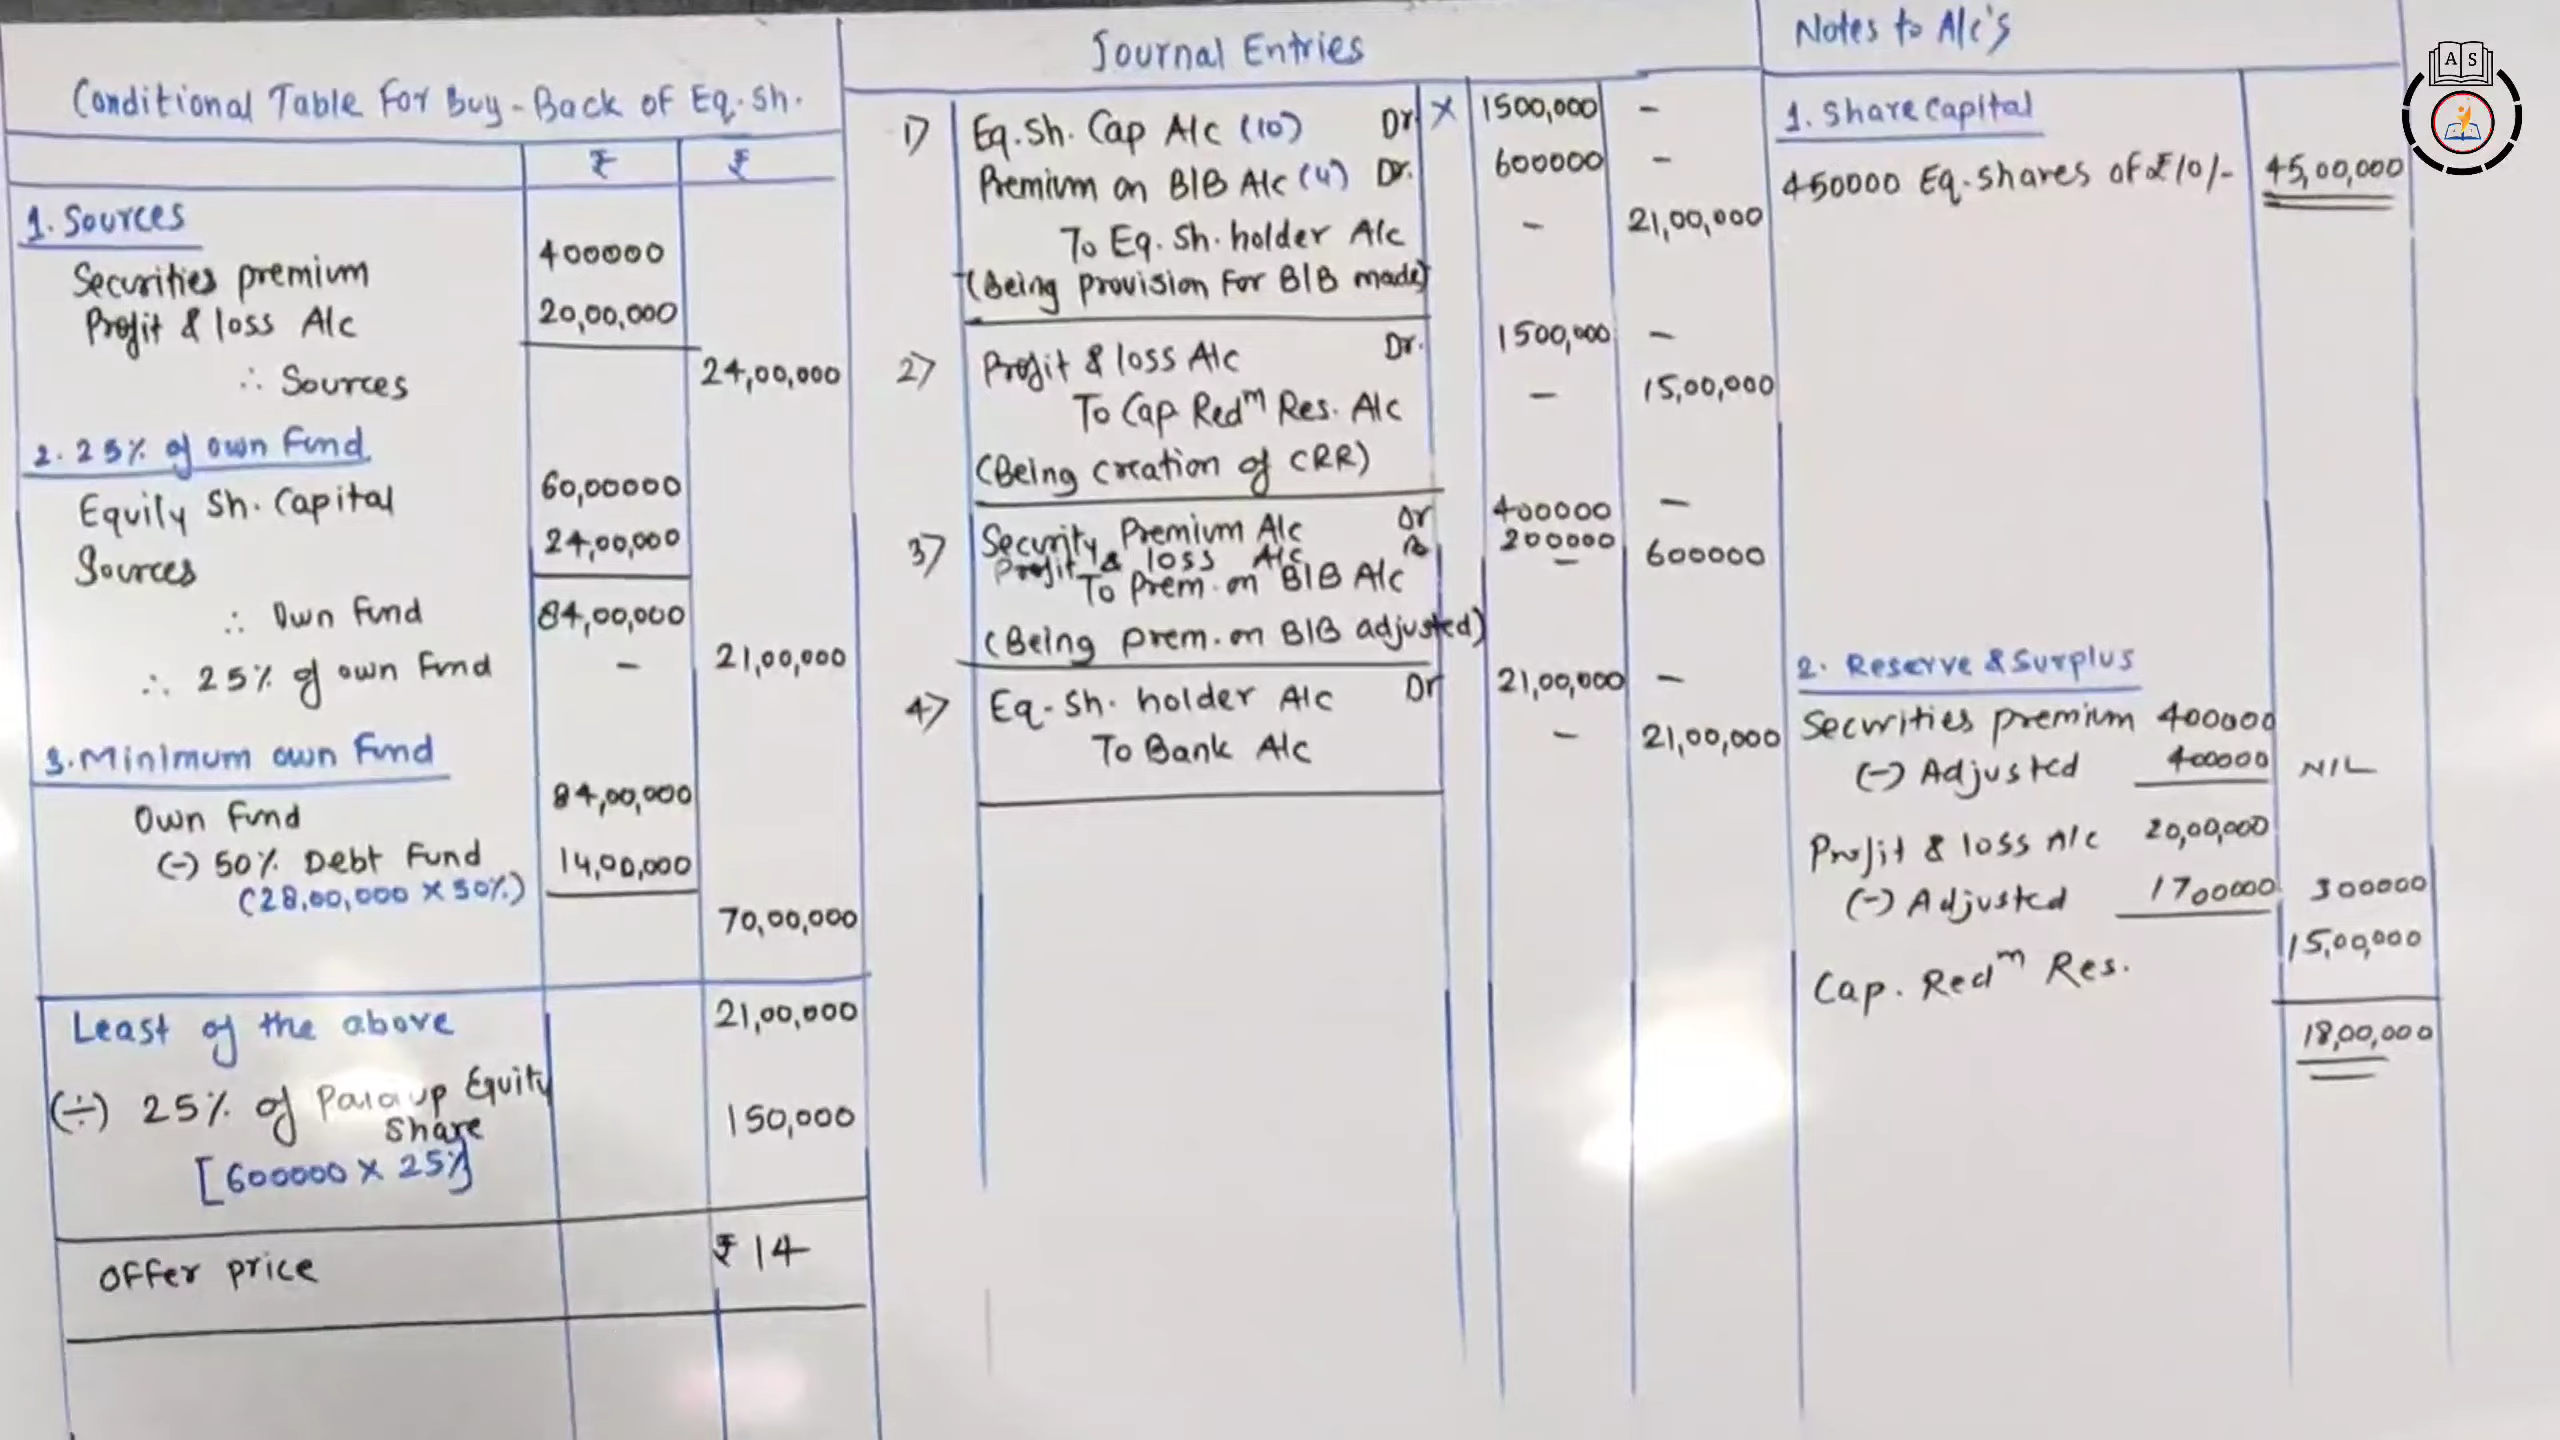 Conditional Table For Buy-Back of Eq. Sh.
₹ ₹
1. Sources
Securities premium 400000
Profit & loss A/c 20,00,000
∴ Sources 24,00,000
2. 25% of own Fund
Equity Sh. Capital 60,00000
Sources 24,00,000
∴ Own Fund 84,00,000
∴ 25% of own Fund – 21,00,000
3. Minimum own Fund
Own Fund 84,00,000
(-) 50% Debt Fund 14,00,000
(28,00,000 X 50%)
70,00,000
Least of the above 21,00,000
(÷) 25% of Paid up Equity
Share 150,000
[600000 X 25%]
Offer price ₹ 14
Journal Entries
1) Eq. Sh. Cap A/c (10) Dr X 1500,000 –
Premium on B/B A/c (4) Dr. 600000 –
To Eq. Sh. holder A/c – 21,00,000
(Being provision For B/B made)
2) Profit & loss A/c Dr. 1500,000 –
To Cap Redm Res. A/c – 15,00,000
(Being creation of CRR)
3) Security Premium A/c Dr 400000 –
Profit & loss A/c 200000
To Prem. on B/B A/c – 600000
(Being prem. on B/B adjusted)
4) Eq. Sh. holder A/c Dr 21,00,000 –
To Bank A/c – 21,00,000
Notes to A/c's
1. Share Capital
450000 Eq. Shares of ₹10/- 45,00,000
2. Reserve & Surplus
Securities premium 400000
(-) Adjusted 400000 NIL
Profit & loss A/c 20,00,000
(-) Adjusted 1700000 300000
Cap. Redm Res. 15,00,000
18,00,000
A S